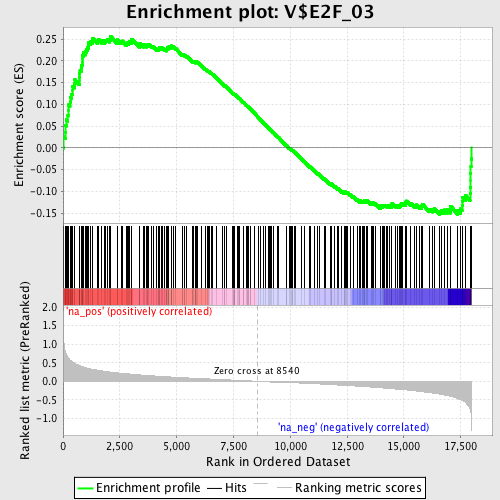 Enrichment plot: V$E2F_03
Enrichment score (ES)
0.25
0.20
0.15
0.10
0.05
0.00
-0.05
-0.10
-0.15
'na_pos' (positively correlated)
Ranked list metric (PreRanked)
2.0
1.5
1.0
0.5
0.0
-0.5
-1.0
Zero cross at 8540
'na_neg' (negatively correlated)
0
2,500
5,000
7,500
10,000
12,500
15,000
17,500
Rank in Ordered Dataset
Enrichment profile
Hits
Ranking metric scores